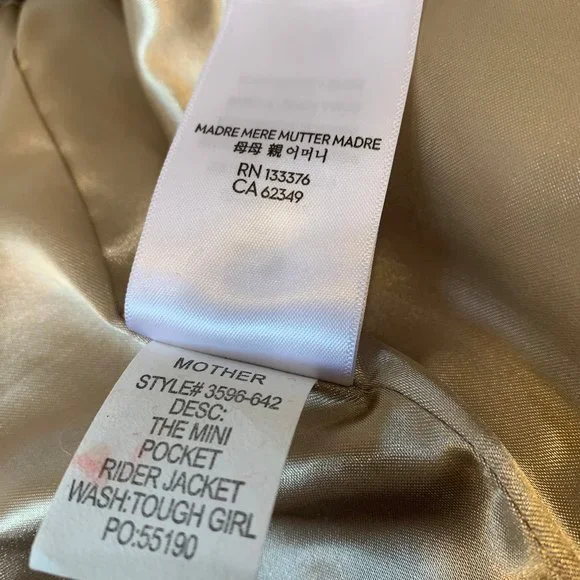 MADRE MERE MUTTER MADRE
母母 親 어머니
RN 133376
CA 62349
MOTHER
STYLE# 3596-642
DESC:
THE MINI
POCKET
RIDER JACKET
WASH:TOUGH GIRL
PO:55190